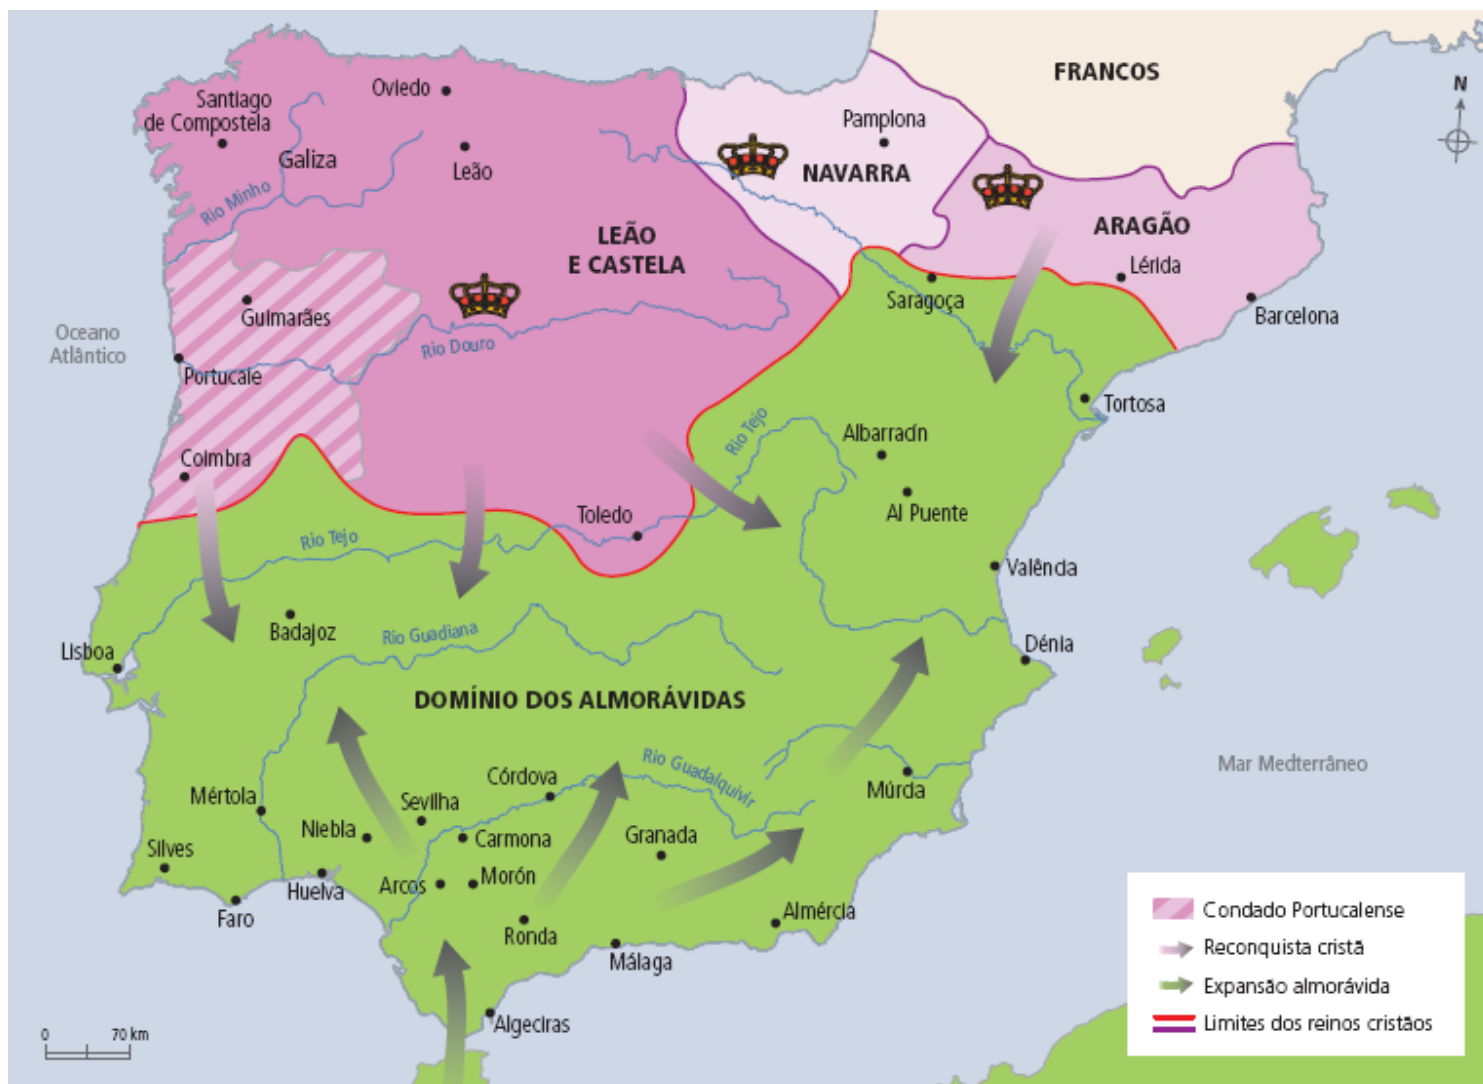 FRANCOS
N
Oviedo
Santiago
de Compostela
Galiza
Leão
Pamplona
NAVARRA
Rio Minho
LEÃO
E CASTELA
ARAGÃO
Lérida
Saragoça
Barcelona
Guimarães
Oceano
Atlântico
Rio Douro
Portucale
Tortosa
Rio Tejo
Albarracín
Coimbra
Al Puente
Toledo
Rio Tejo
Valência
Badajoz
Rio Guadiana
Lisboa
Dénia
DOMÍNIO DOS ALMORÁVIDAS
Mar Mediterrâneo
Rio Guadalquivir
Córdova
Múrcia
Mértola
Sevilha
Niebla
Carmona
Granada
Silves
Huelva
Arcos
Morón
Faro
Ronda
Almércia
Málaga
Algeciras
Condado Portucalense
Reconquista cristã
Expansão almorávida
Limites dos reinos cristãos
0 70 km